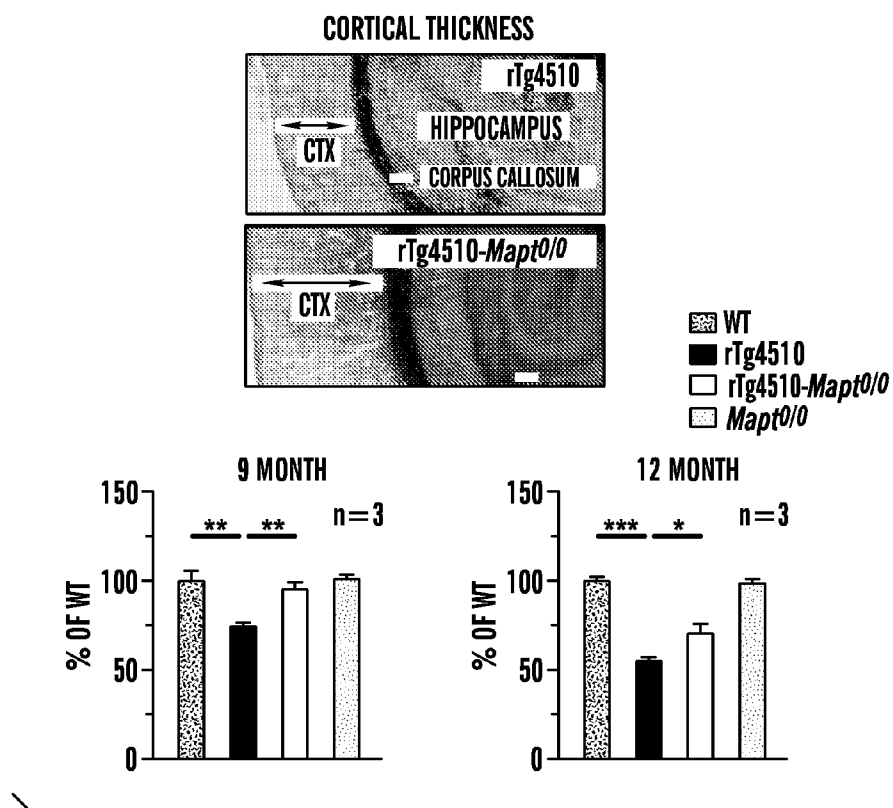 CORTICAL THICKNESS
rTg4510
HIPPOCAMPUS
CTX
CORPUS CALLOSUM
rTg4510-Mapt0/0
CTX
WT
rTg4510
rTg4510-Mapt0/0
Mapt0/0
9 MONTH
150
** **
n=3
100
% OF WT
50
0
12 MONTH
150
*** *
n=3
100
% OF WT
50
0